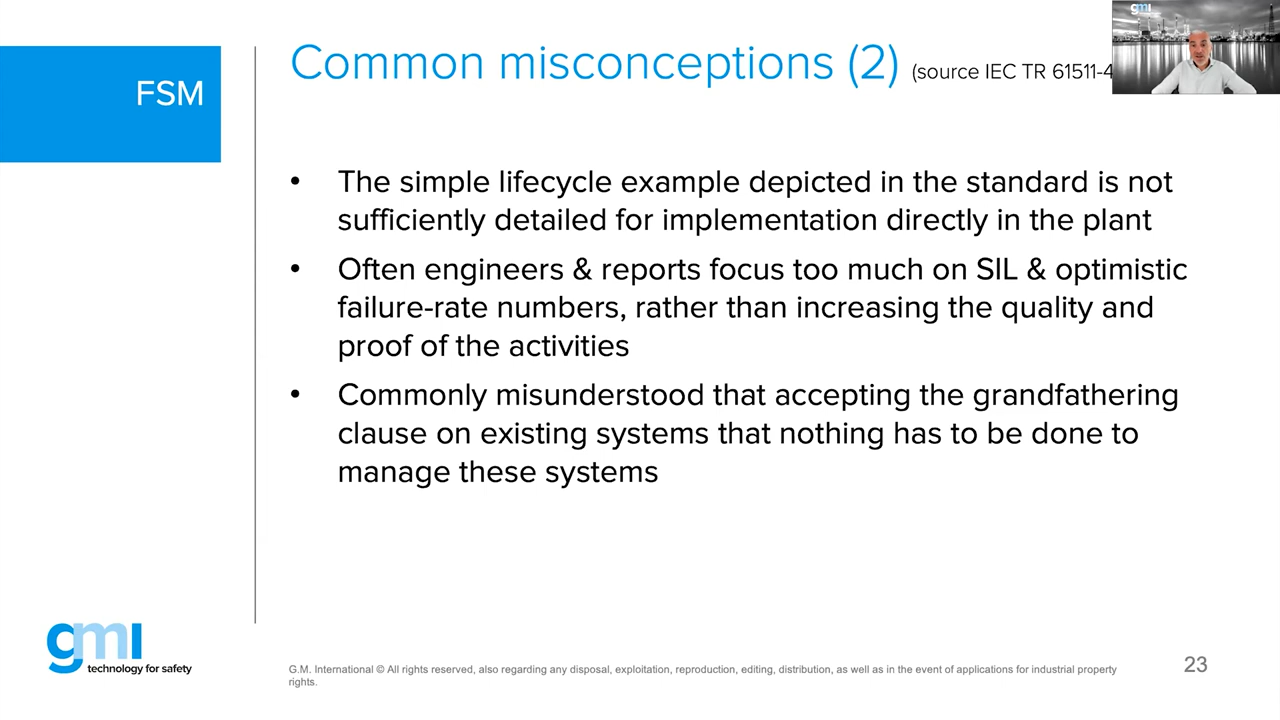 FSM
Common misconceptions (2) (source IEC TR 61511-4
gmi
• The simple lifecycle example depicted in the standard is not
sufficiently detailed for implementation directly in the plant
• Often engineers & reports focus too much on SIL & optimistic
failure-rate numbers, rather than increasing the quality and
proof of the activities
• Commonly misunderstood that accepting the grandfathering
clause on existing systems that nothing has to be done to
manage these systems
gmi
technology for safety
G.M. International © All rights reserved, also regarding any disposal, exploitation, reproduction, editing, distribution, as well as in the event of applications for industrial property
rights.
23